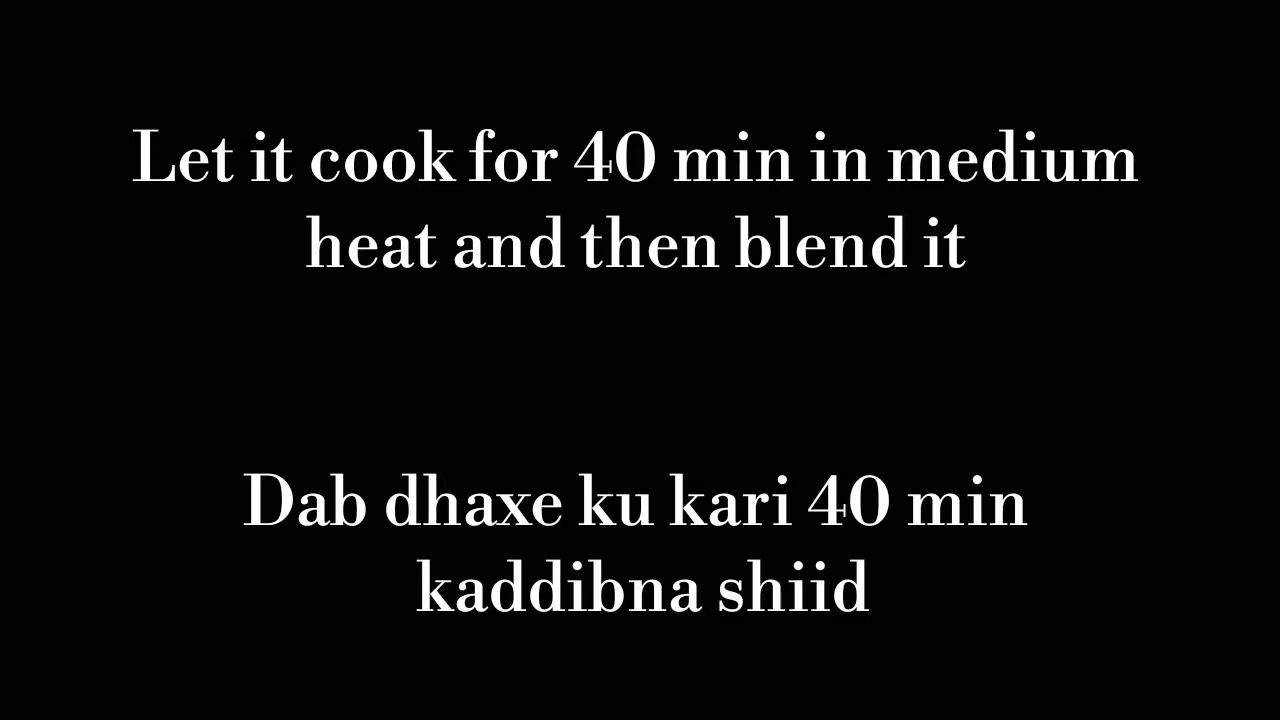 Let it cook for 40 min in medium
heat and then blend it
Dab dhaxe ku kari 40 min
kaddibna shiid